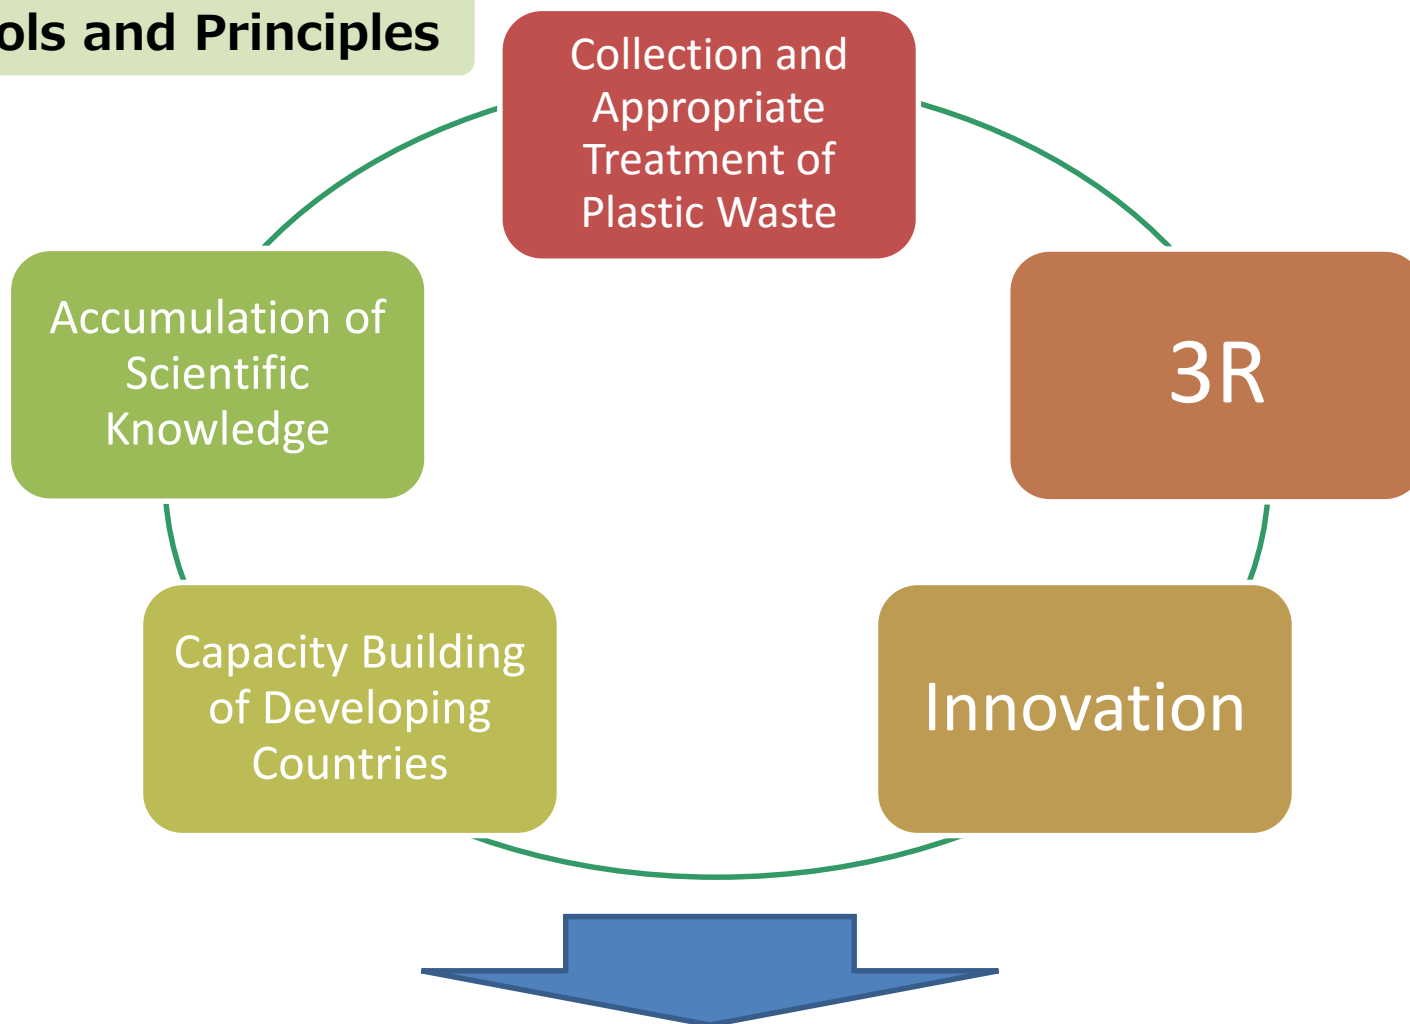 ols and Principles
Collection and
Appropriate
Treatment of
Plastic Waste
3R
Innovation
Capacity Building
of Developing
Countries
Accumulation of
Scientific
Knowledge